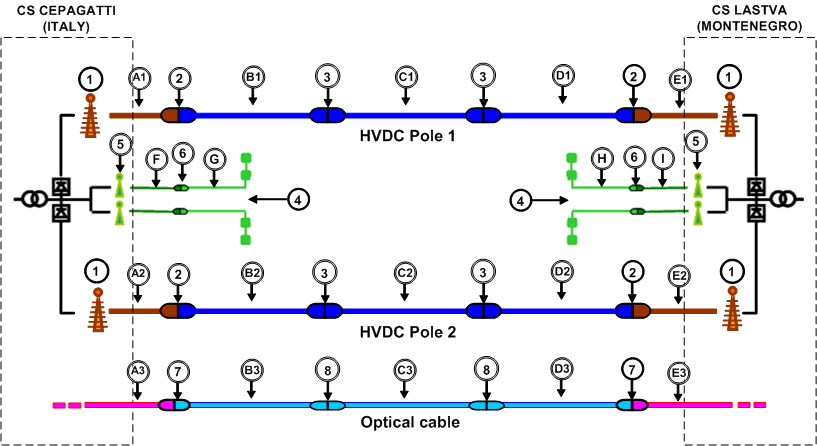 CS CEPAGATTI
(ITALY)
CS LASTVA
(MONTENEGRO)
1 A1 2 B1 3 C1 3 D1 2 E1 1
HVDC Pole 1
5 F 6 G H 6 I 5
4 4
1 A2 2 B2 3 C2 3 D2 2 E2 1
HVDC Pole 2
A3 7 B3 8 C3 8 D3 7 E3
Optical cable